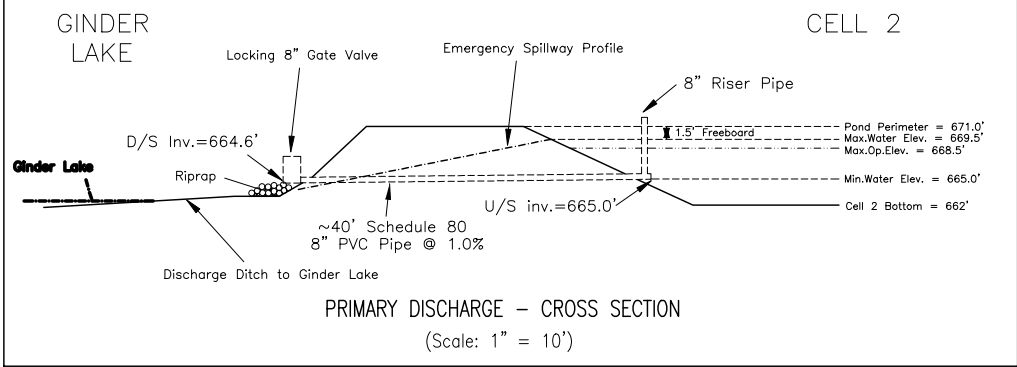 GINDER
LAKE
CELL 2
Locking 8" Gate Valve
Emergency Spillway Profile
8" Riser Pipe
D/S Inv.=664.6'
1.5' Freeboard
Pond Perimeter = 671.0'
Max.Water Elev. = 669.5'
Max.Op.Elev. = 668.5'
Ginder Lake
Riprap
Min.Water Elev. = 665.0'
U/S inv.=665.0'
Cell 2 Bottom = 662'
~40' Schedule 80
8" PVC Pipe @ 1.0%
Discharge Ditch to Ginder Lake
PRIMARY DISCHARGE – CROSS SECTION
(Scale: 1" = 10')